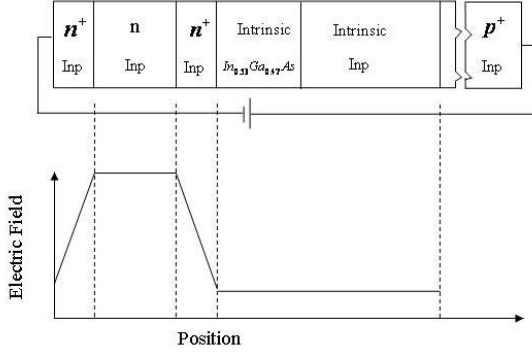 n+ n n+ Intrinsic Intrinsic p+
Inp Inp Inp In0.53Ga0.47As Inp Inp
Electric Field
Position